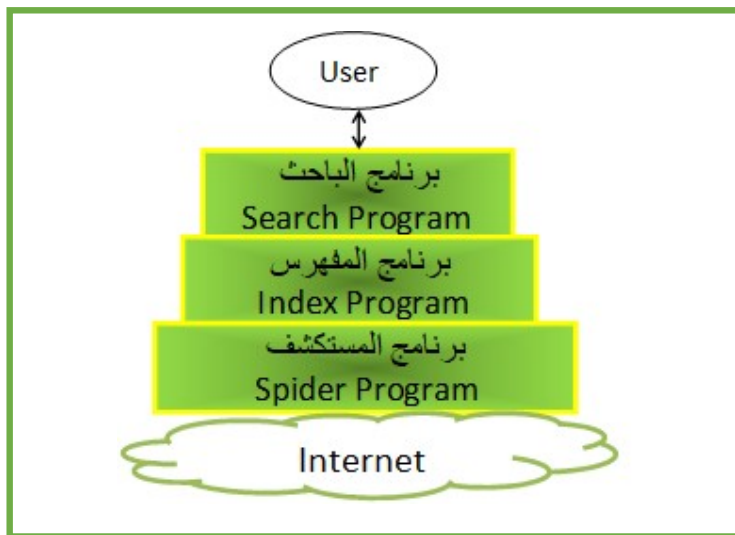 User
برنامج الباحث
Search Program
برنامج المفهرس
Index Program
برنامج المستكشف
Spider Program
Internet